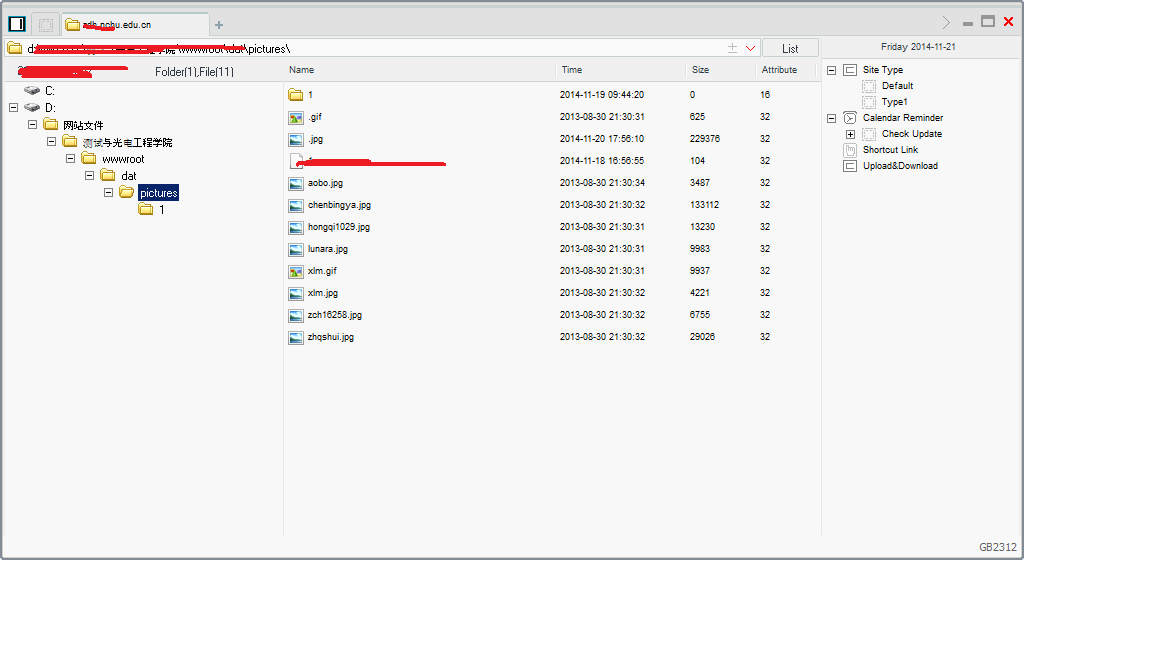 zdh.nchu.edu.cn
\wwwroot\dat\pictures\
List
Friday 2014-11-21
Folder(1),File(11)
Name Time Size Attribute
C:
D:
网站文件
测试与光电工程学院
wwwroot
dat
pictures
1
1 2014-11-19 09:44:20 0 16
.gif 2013-08-30 21:30:31 625 32
.jpg 2014-11-20 17:56:10 229376 32
2014-11-18 16:56:55 104 32
aobo.jpg 2013-08-30 21:30:34 3487 32
chenbingya.jpg 2013-08-30 21:30:32 133112 32
hongqi1029.jpg 2013-08-30 21:30:31 13230 32
lunara.jpg 2013-08-30 21:30:31 9983 32
xlm.gif 2013-08-30 21:30:31 9937 32
xlm.jpg 2013-08-30 21:30:32 4221 32
zch16258.jpg 2013-08-30 21:30:32 6755 32
zhqshui.jpg 2013-08-30 21:30:32 29026 32
Site Type
Default
Type1
Calendar Reminder
Check Update
Shortcut Link
Upload&Download
GB2312